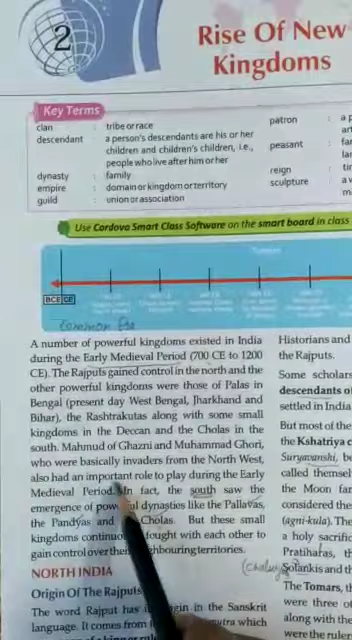 2
Rise Of New
Kingdoms
Key Terms
clan : tribe or race
descendant : a person's descendants are his or her
children and children's children, i.e.,
people who live after him or her
dynasty : family
empire : domain or kingdom or territory
guild : union or association
patron : a p
peasant : far
reign : tir
sculpture : a v
Use Cordova Smart Class Software on the smart board in class
BCE CE
Common Era
A number of powerful kingdoms existed in India
during the Early Medieval Period (700 CE to 1200
CE). The Rajputs gained control in the north and the
other powerful kingdoms were those of Palas in
Bengal (present day West Bengal, Jharkhand and
Bihar), the Rashtrakutas along with some small
kingdoms in the Deccan and the Cholas in the
south. Mahmud of Ghazni and Muhammad Ghori,
who were basically invaders from the North West,
also had an important role to play during the Early
Medieval Period. In fact, the south saw the
emergence of pow ul dynasties like the Pallavas,
the Pandyas and Cholas. But these small
kingdoms continu fought with each other to
gain control over the ghbouring territories.
NORTH INDIA
Origin Of The Rajputs
The word Rajput has it gin in the Sanskrit
language. It comes from utra which
Historians and
the Rajputs.
Some scholars
descendants of
settled in India
But most of the
the Kshatriya c
Suryavanshi, be
called themsel
the Moon far
considered the
(agni-kula). The
a holy sacrific
Pratiharas, th
Solankis and th
The Tomars, th
were three of
along with the
were the rule